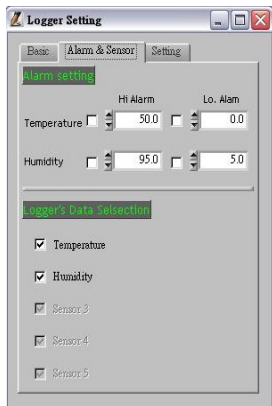 Logger Setting
Basic Alarm & Sensor Setting
Alarm setting
Hi Alarm Lo. Alam
Temperature 50.0 0.0
Humidity 95.0 5.0
Logger's Data Selsection
Temperature
Humidity
Sensor 3
Sensor 4
Sensor 5